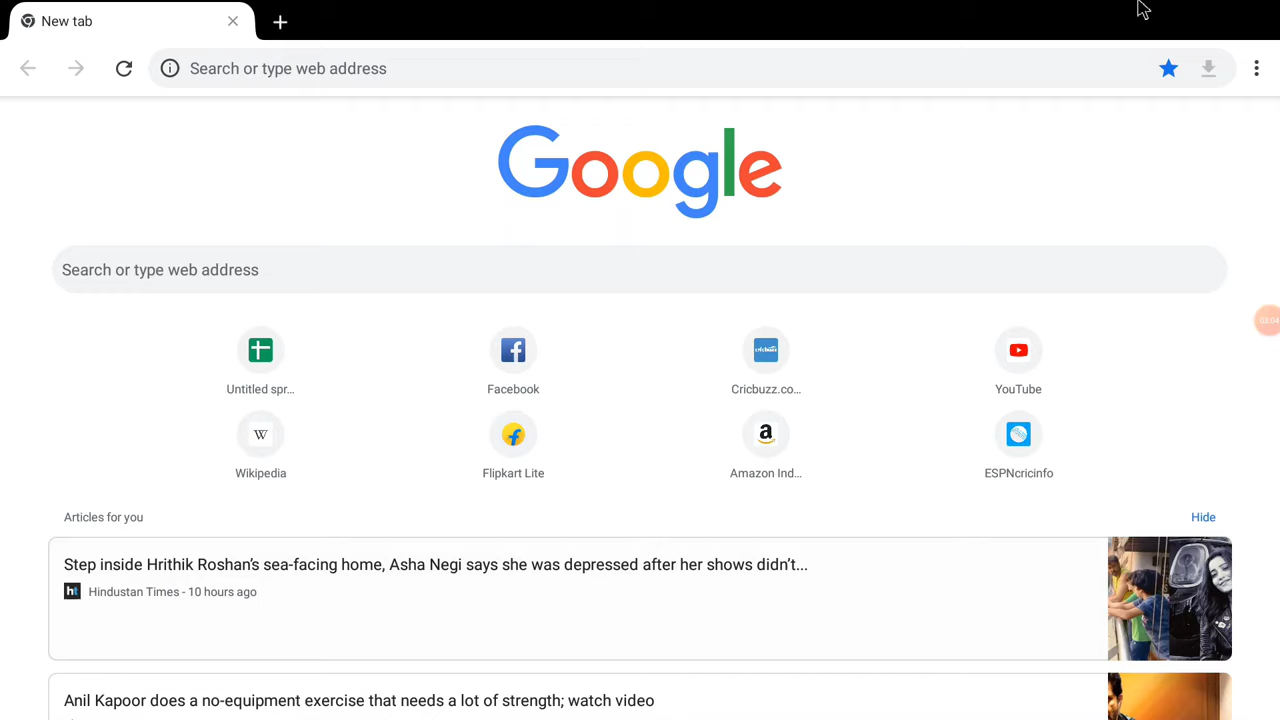 New tab
Search or type web address
Google
Search or type web address
Untitled spr...
Facebook
Cricbuzz.co...
YouTube
W
Wikipedia
Flipkart Lite
Amazon Ind...
ESPNcricinfo
Articles for you
Hide
Step inside Hrithik Roshan's sea-facing home, Asha Negi says she was depressed after her shows didn't...
ht Hindustan Times - 10 hours ago
Anil Kapoor does a no-equipment exercise that needs a lot of strength; watch video